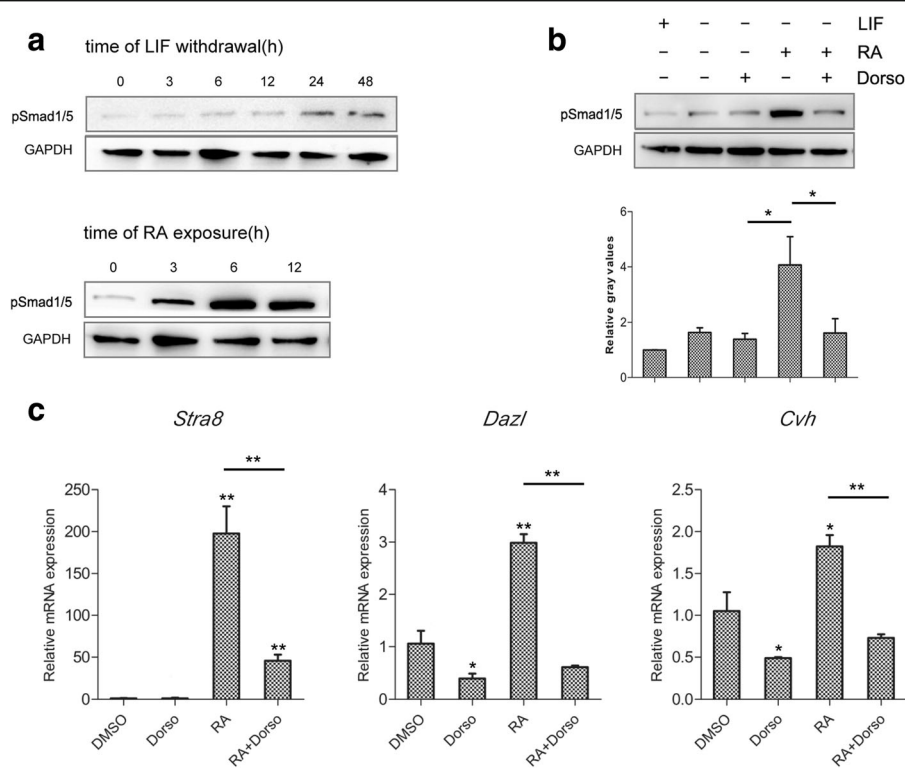 a
time of LIF withdrawal(h)
0 3 6 12 24 48
pSmad1/5
GAPDH
time of RA exposure(h)
0 3 6 12
pSmad1/5
GAPDH
b
+ − − − − LIF
− − − + + RA
− − + − + Dorso
pSmad1/5
GAPDH
Relative gray values
6
4
2
0
*
*
c
Stra8
Relative mRNA expression
250
200
150
100
50
0
**
**
**
DMSO
Dorso
RA
RA+Dorso
Dazl
Relative mRNA expression
4
3
2
1
0
**
**
*
DMSO
Dorso
RA
RA+Dorso
Cvh
Relative mRNA expression
2.5
2.0
1.5
1.0
0.5
0.0
**
*
*
DMSO
Dorso
RA
RA+Dorso